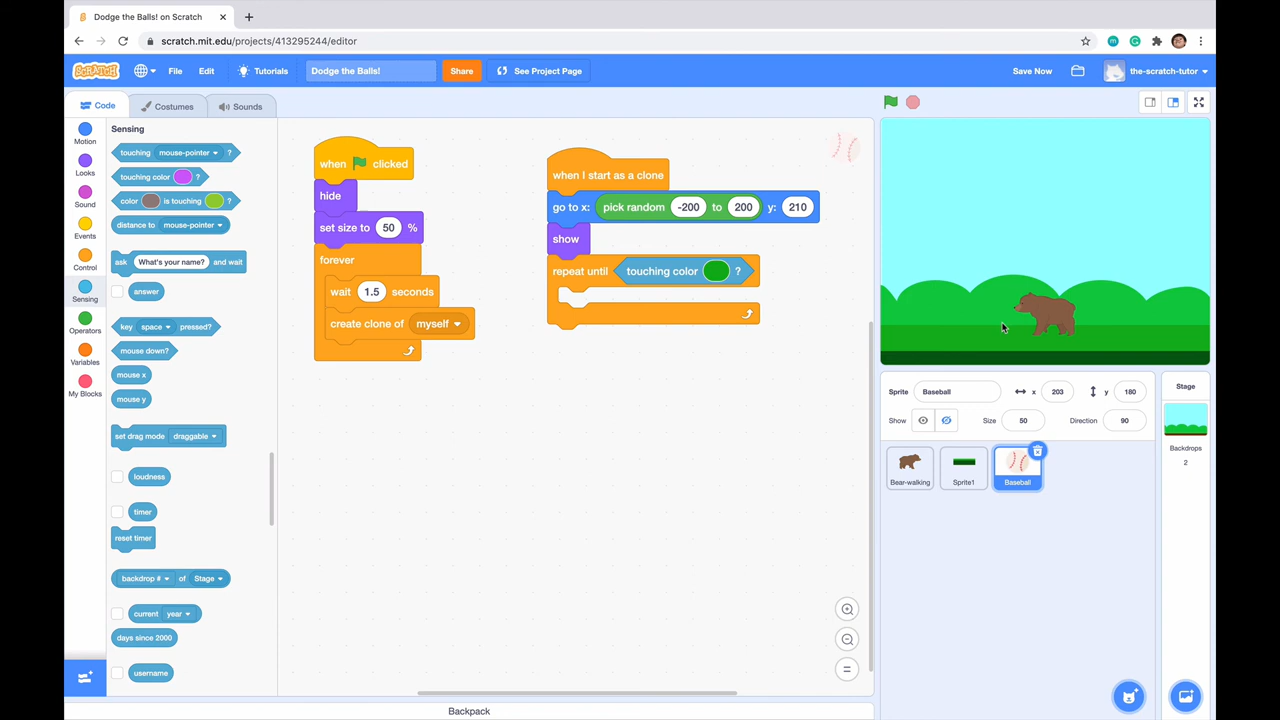 Dodge the Balls! on Scratch
scratch.mit.edu/projects/413295244/editor
SCRATCH File Edit Tutorials Dodge the Balls! Share See Project Page Save Now the-scratch-tutor
Code Costumes Sounds
Motion
Looks
Sound
Events
Control
Sensing
Operators
Variables
My Blocks
Sensing
touching mouse-pointer ?
touching color ?
color is touching ?
distance to mouse-pointer
ask What's your name? and wait
answer
key space pressed?
mouse down?
mouse x
mouse y
set drag mode draggable
loudness
timer
reset timer
backdrop # of Stage
current year
days since 2000
username
when clicked
hide
set size to 50 %
forever
wait 1.5 seconds
create clone of myself
when I start as a clone
go to x: pick random -200 to 200 y: 210
show
repeat until touching color ?
Sprite Baseball x 203 y 180
Show Size 50 Direction 90
Bear-walking Sprite1 Baseball
Stage
Backdrops
2
Backpack